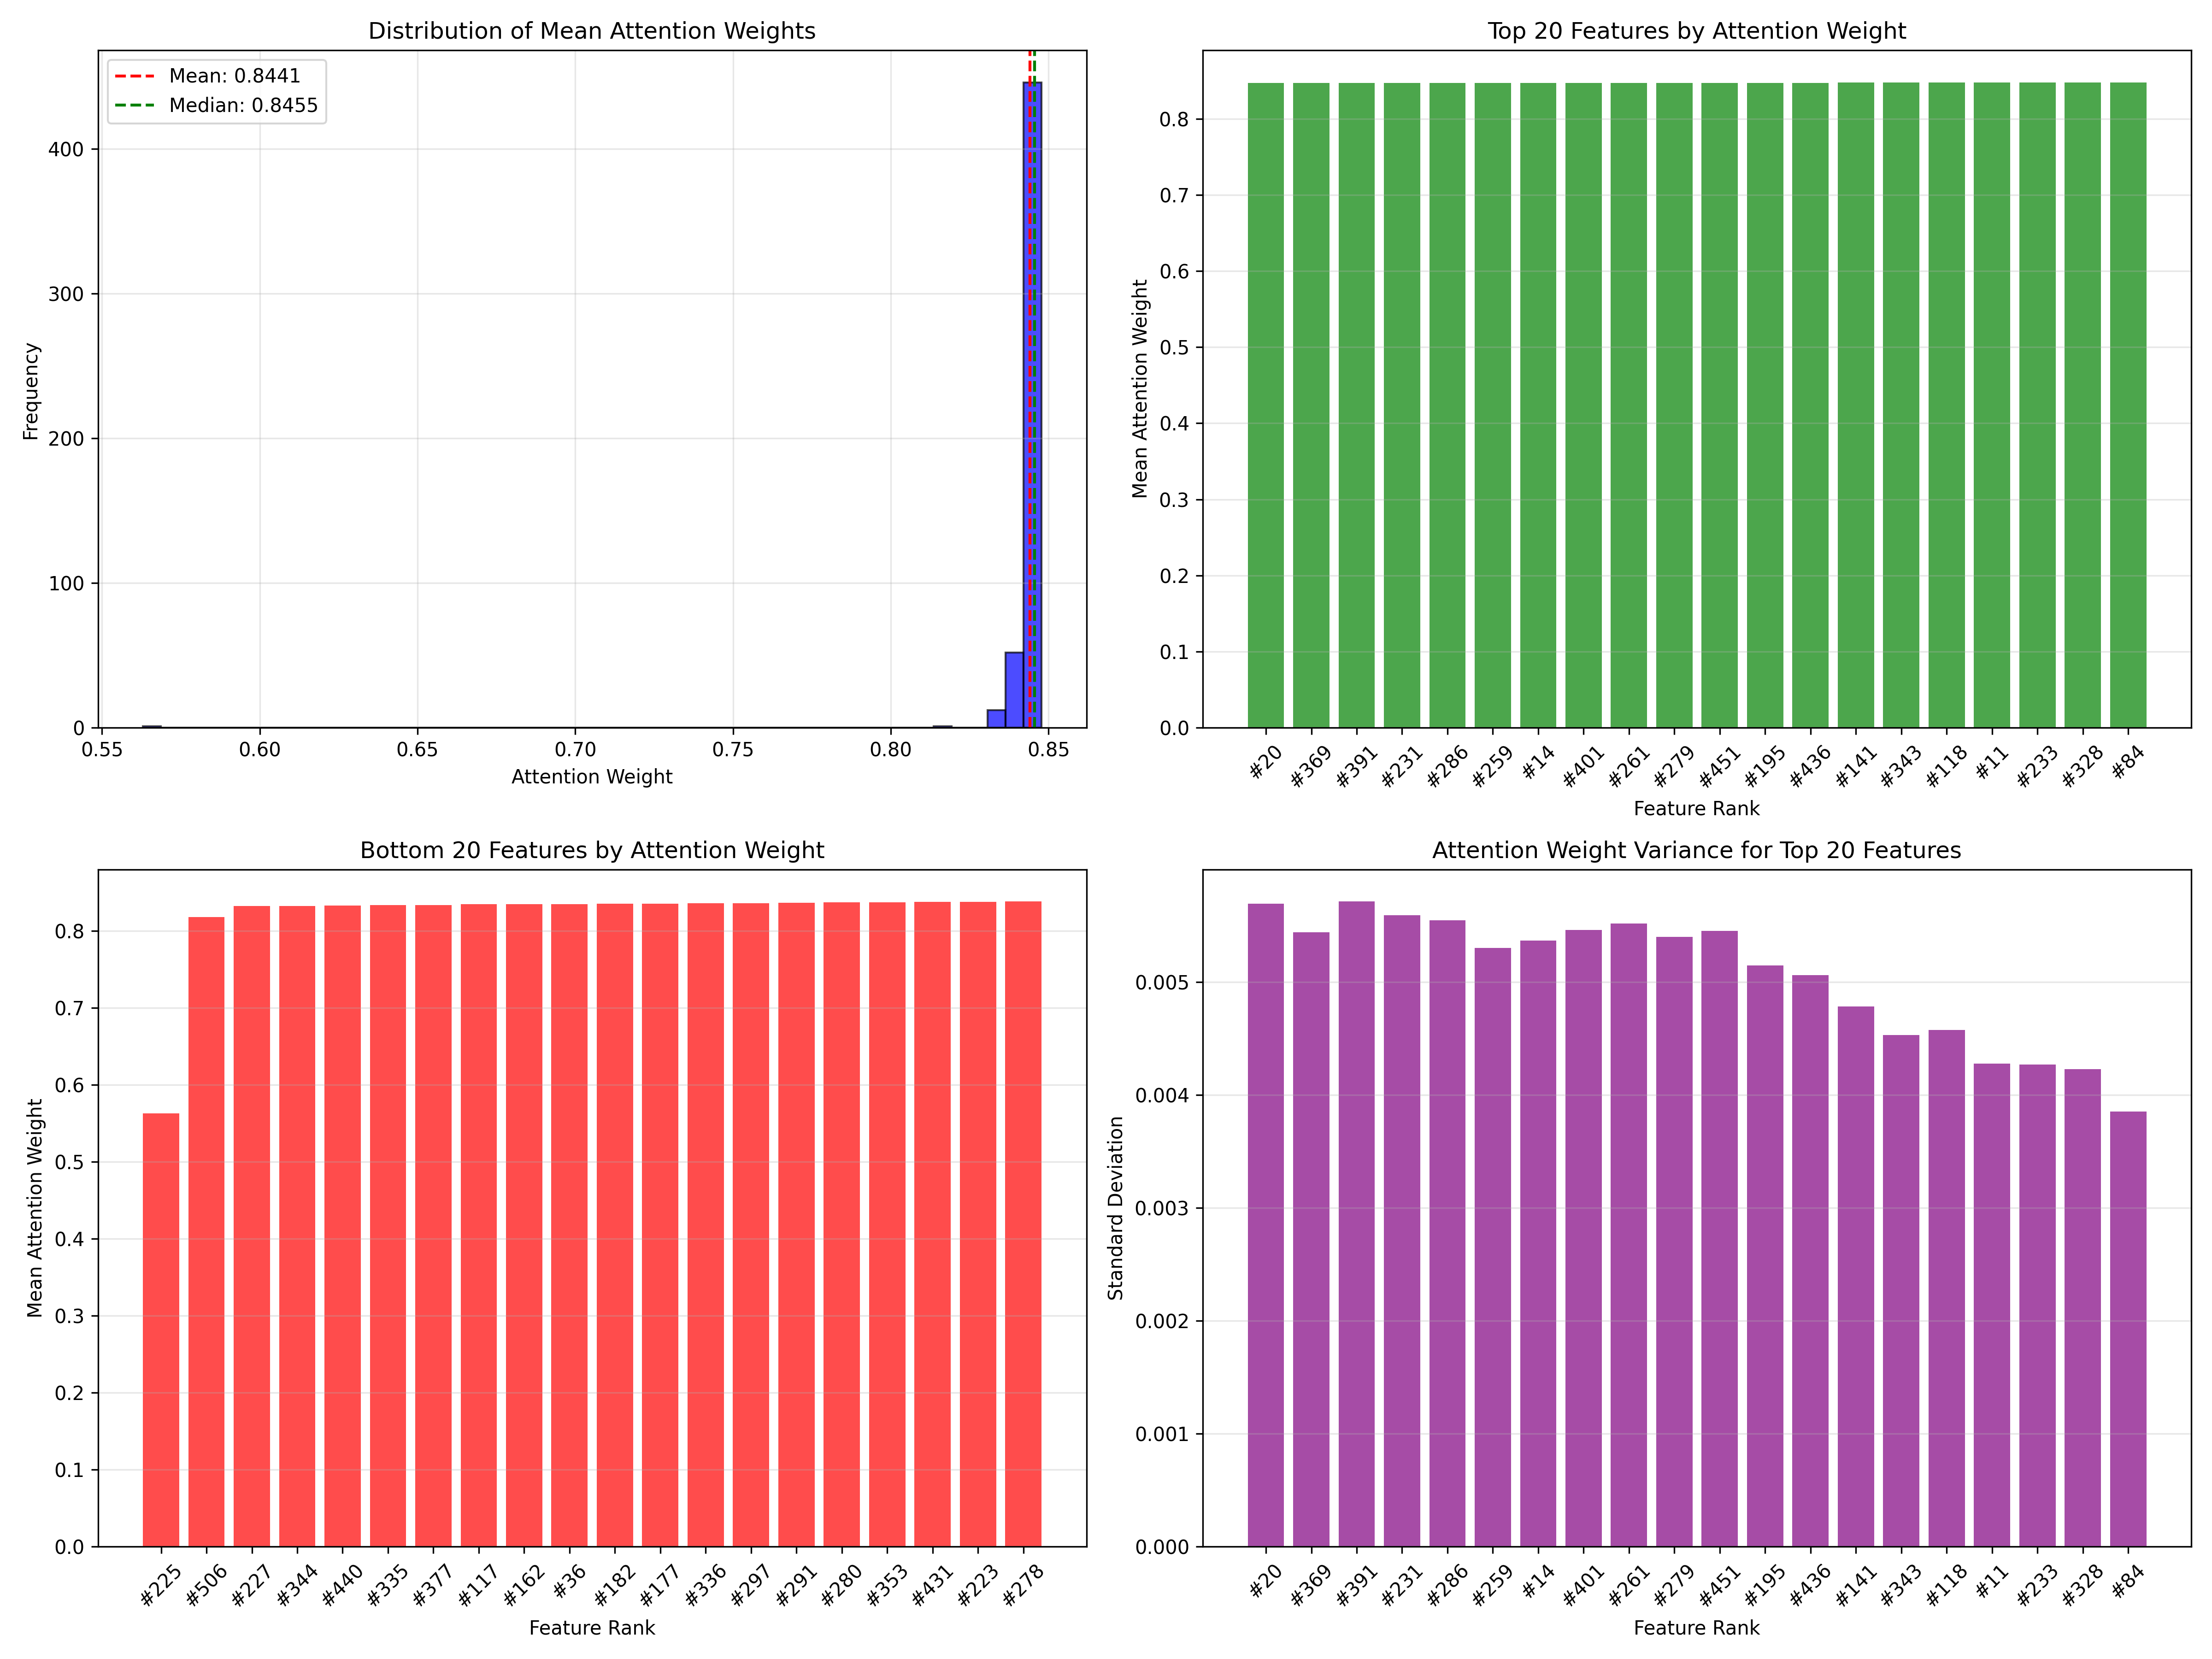 Distribution of Mean Attention Weights
Mean: 0.8441
Median: 0.8455
Frequency
400
300
200
100
0
0.55 0.60 0.65 0.70 0.75 0.80 0.85
Attention Weight
Top 20 Features by Attention Weight
Mean Attention Weight
0.8
0.7
0.6
0.5
0.4
0.3
0.2
0.1
0.0
#20 #369 #391 #231 #286 #259 #14 #401 #261 #279 #451 #195 #436 #141 #343 #118 #11 #233 #328 #84
Feature Rank
Bottom 20 Features by Attention Weight
Mean Attention Weight
0.8
0.7
0.6
0.5
0.4
0.3
0.2
0.1
0.0
#225 #506 #227 #344 #440 #335 #377 #117 #162 #36 #182 #177 #336 #297 #291 #280 #353 #431 #223 #278
Feature Rank
Attention Weight Variance for Top 20 Features
Standard Deviation
0.005
0.004
0.003
0.002
0.001
0.000
#20 #369 #391 #231 #286 #259 #14 #401 #261 #279 #451 #195 #436 #141 #343 #118 #11 #233 #328 #84
Feature Rank